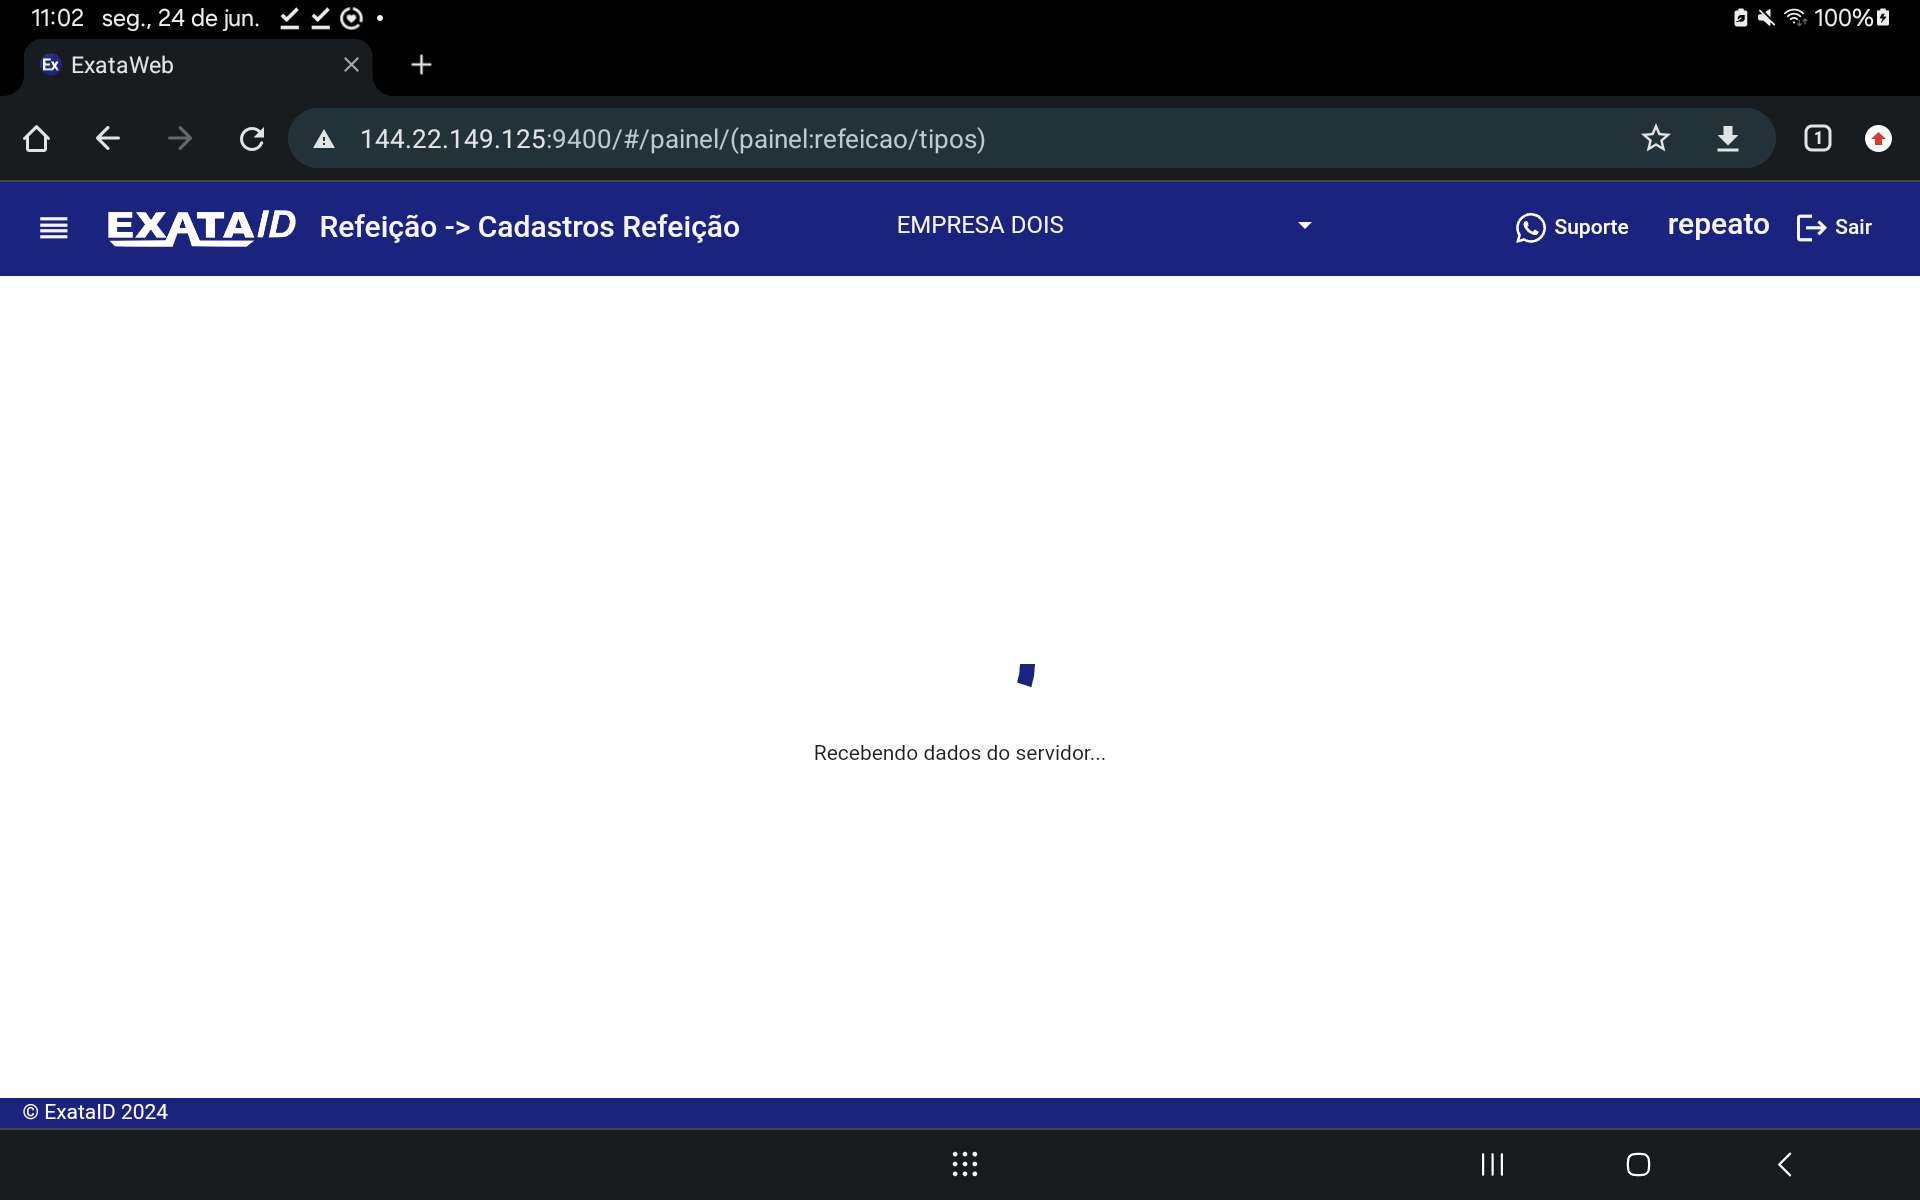 11:02 seg., 24 de jun.
100%
Ex ExataWeb
144.22.149.125:9400/#/painel/(painel:refeicao/tipos)
1
EXATAID Refeição -> Cadastros Refeição
EMPRESA DOIS
Suporte
repeato
Sair
Recebendo dados do servidor...
© ExataID 2024